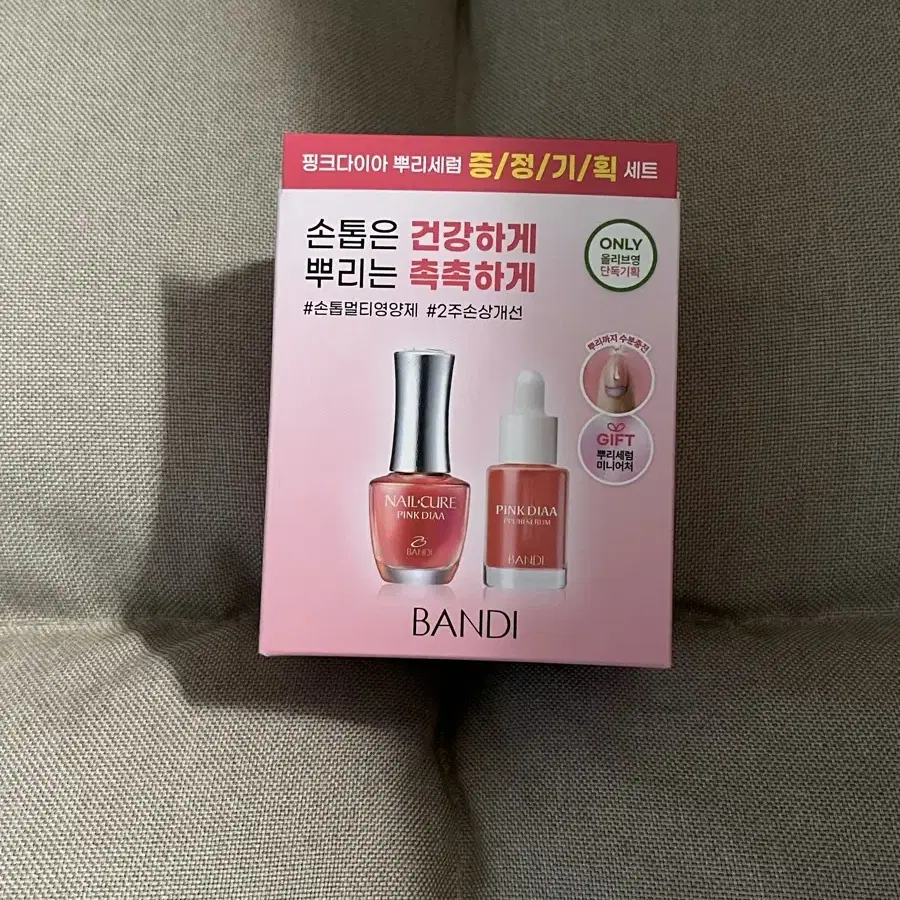 핑크다이아 뿌리세럼 증/정/기/획 세트
손톱은 건강하게
뿌리는 촉촉하게
#손톱멀티영양제 #2주손상개선
ONLY
올리브영
단독기획
뿌리까지 수분충전
GIFT
뿌리세럼
미니어처
NAIL·CURE
PINK DIAA
BANDI
PINK DIAA
PPURI SERUM
BANDI
BANDI